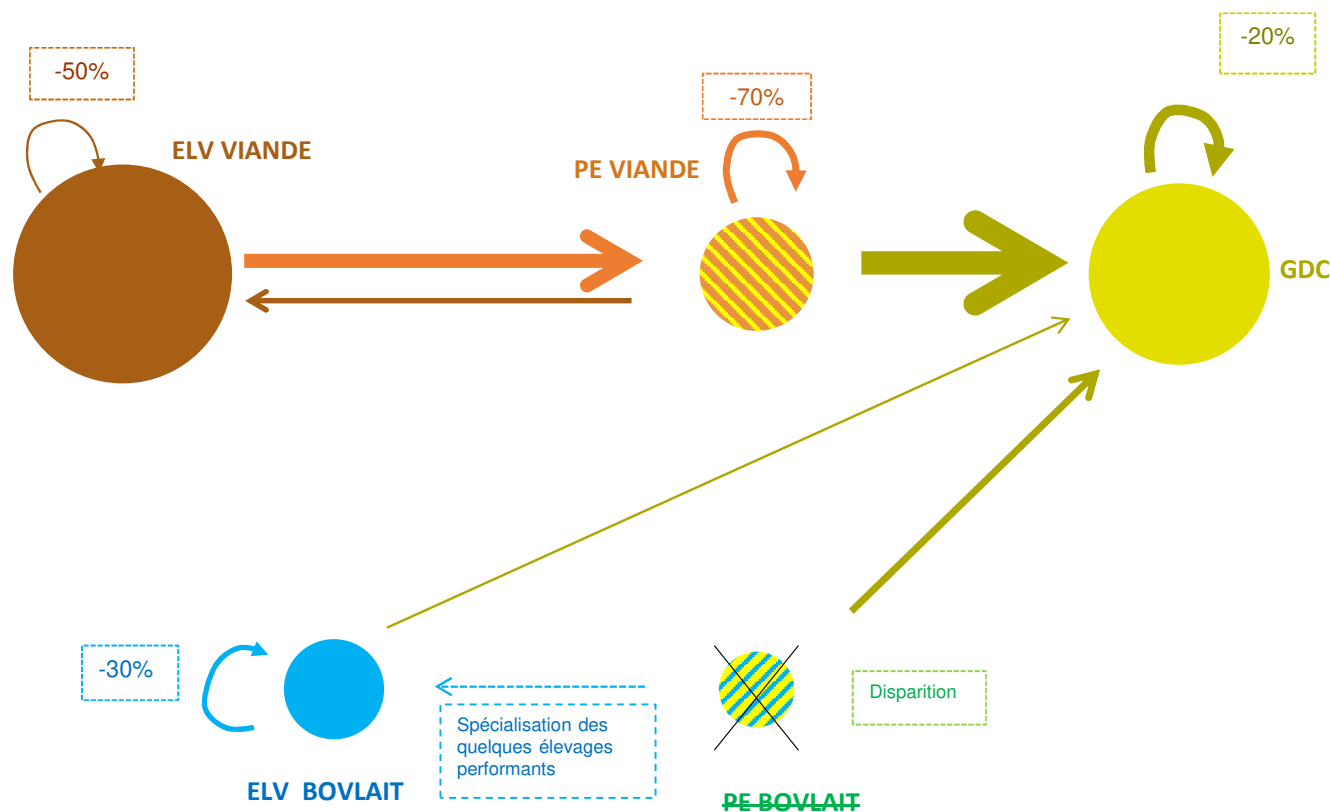 -50%
-20%
-70%
ELV VIANDE
PE VIANDE
GDC
-30%
Disparition
Spécialisation des
quelques élevages
performants
ELV BOVLAIT
PE BOVLAIT